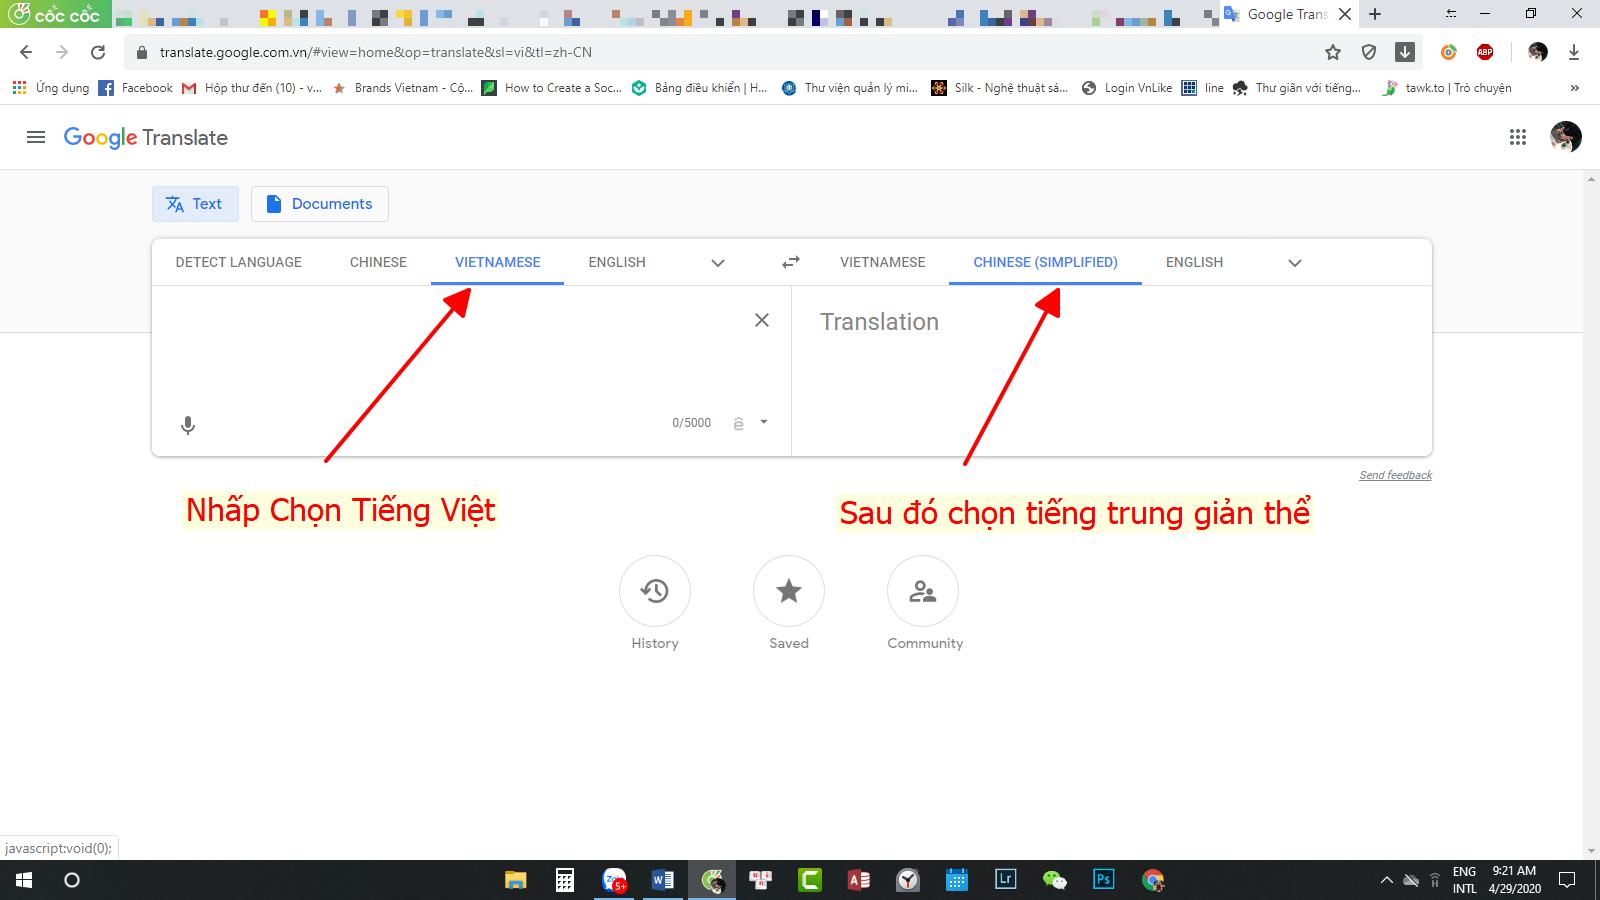 cốc cốc
Google Trans
translate.google.com.vn/#view=home&op=translate&sl=vi&tl=zh-CN
ABP
Ứng dụng Facebook Hộp thư đến (10) - v... Brands Vietnam - Cộ... How to Create a Soc... Bảng điều khiển | H... Thư viện quản lý mi... Silk - Nghệ thuật sá... Login VnLike line Thư giãn với tiếng... tawk.to | Trò chuyện »
Google Translate
Text Documents
DETECT LANGUAGE CHINESE VIETNAMESE ENGLISH VIETNAMESE CHINESE (SIMPLIFIED) ENGLISH
Translation
0/5000
Send feedback
Nhấp Chọn Tiếng Việt
Sau đó chọn tiếng trung giản thể
History Saved Community
javascript:void(0);
5+
Lr
Ps
ENG
INTL
9:21 AM
4/29/2020